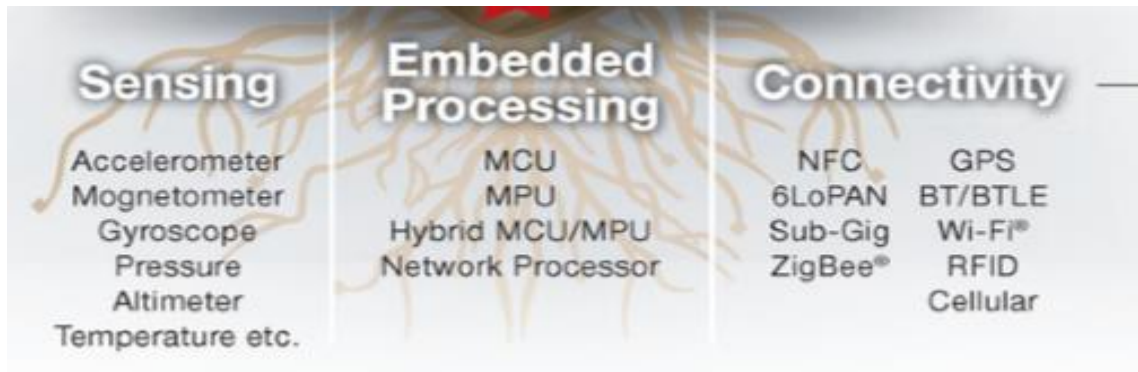 Sensing
Accelerometer
Mognetometer
Gyroscope
Pressure
Altimeter
Temperature etc.
Embedded
Processing
MCU
MPU
Hybrid MCU/MPU
Network Processor
Connectivity
NFC
6LoPAN
Sub-Gig
ZigBee®
GPS
BT/BTLE
Wi-Fi®
RFID
Cellular